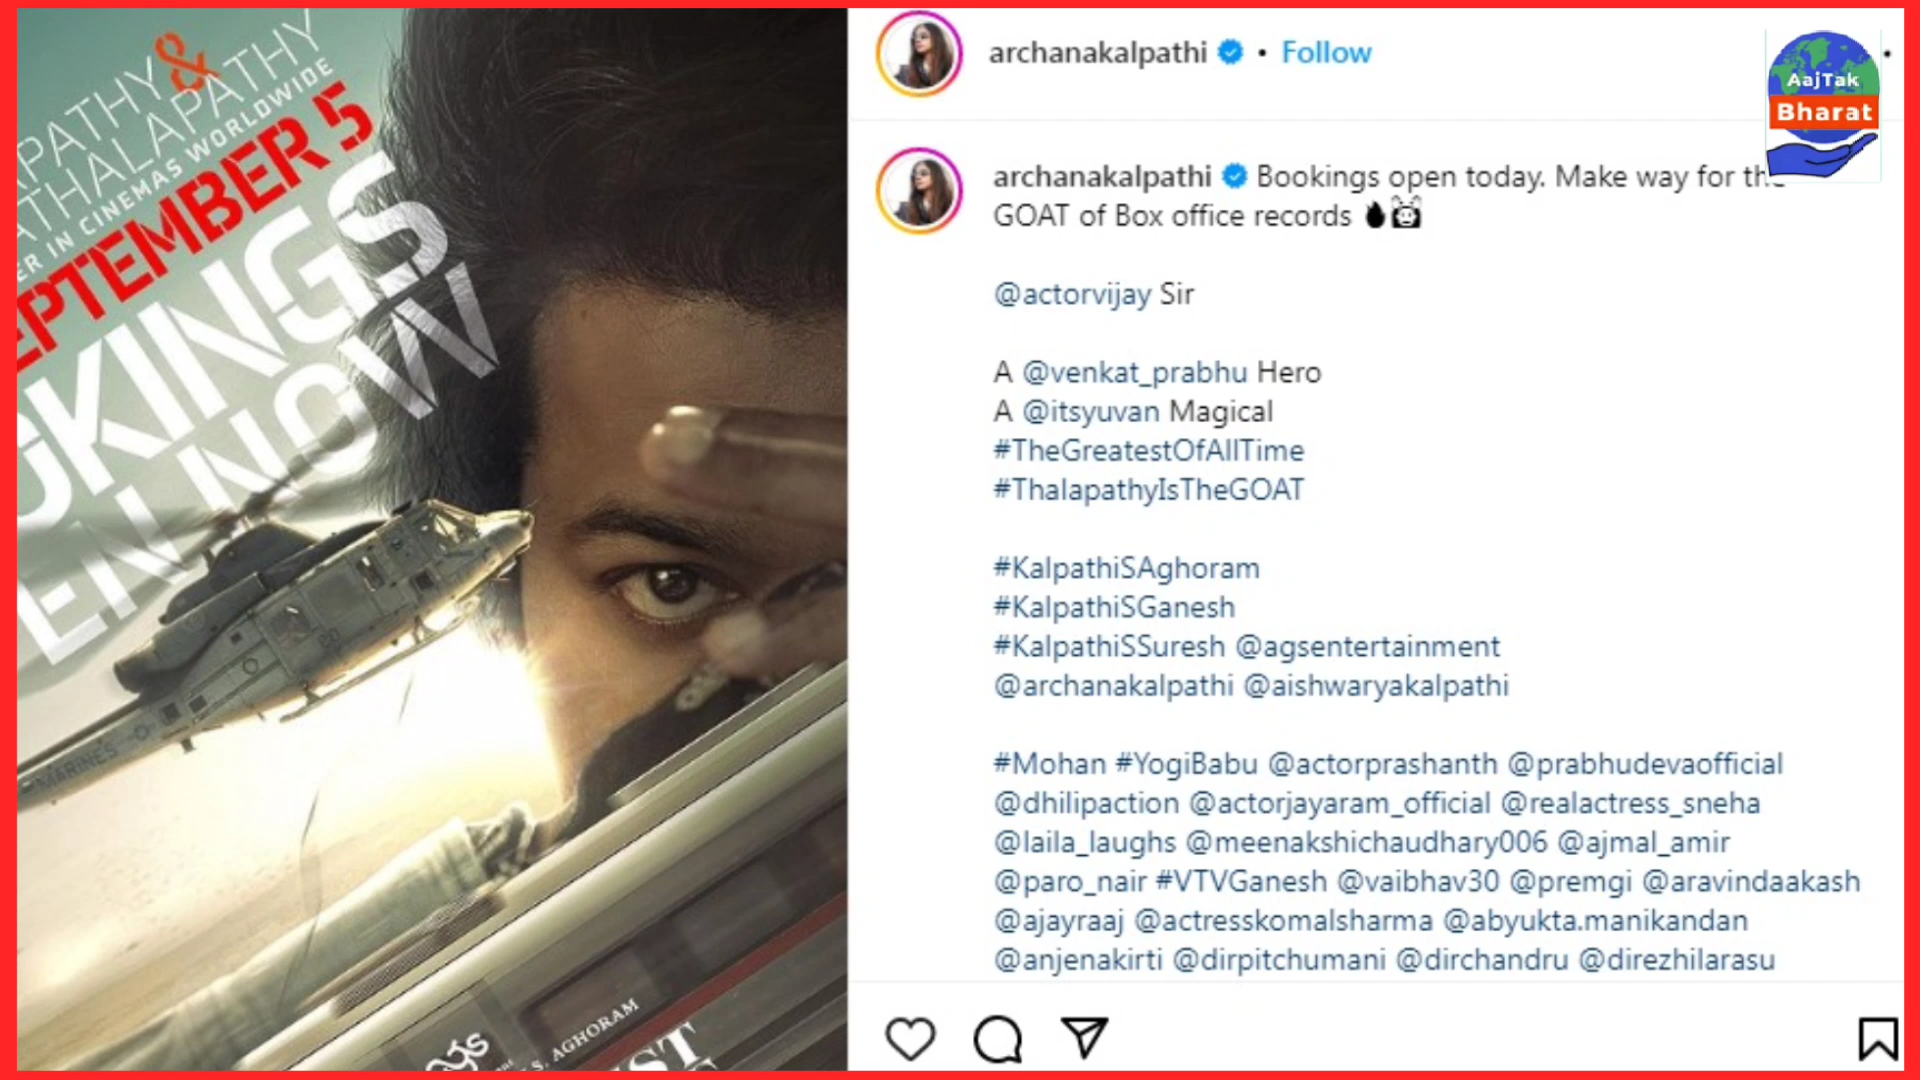 PATHY &
THALAPATHY
ER IN CINEMAS WORLDWIDE
EPTEMBER 5
OKINGS
EN NOW
MARINES
ags
S. AGHORAM
archanakalpathi • Follow
AajTak
Bharat
archanakalpathi Bookings open today. Make way for the
GOAT of Box office records
@actorvijay Sir
A @venkat_prabhu Hero
A @itsyuvan Magical
#TheGreatestOfAllTime
#ThalapathyIsTheGOAT
#KalpathiSAghoram
#KalpathiSGanesh
#KalpathiSSuresh @agsentertainment
@archanakalpathi @aishwaryakalpathi
#Mohan #YogiBabu @actorprashanth @prabhudevaofficial
@dhilipaction @actorjayaram_official @realactress_sneha
@laila_laughs @meenakshichaudhary006 @ajmal_amir
@paro_nair #VTVGanesh @vaibhav30 @premgi @aravindaakash
@ajayraaj @actresskomalsharma @abyukta.manikandan
@anjenakirti @dirpitchumani @dirchandru @direzhilarasu